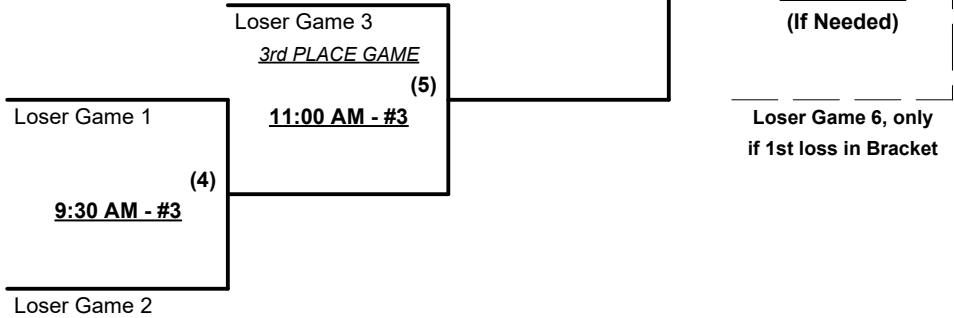 Loser Game 3
3rd PLACE GAME
(5)
11:00 AM - #3
Loser Game 1
(4)
9:30 AM - #3
Loser Game 2
(If Needed)
Loser Game 6, only
if 1st loss in Bracket